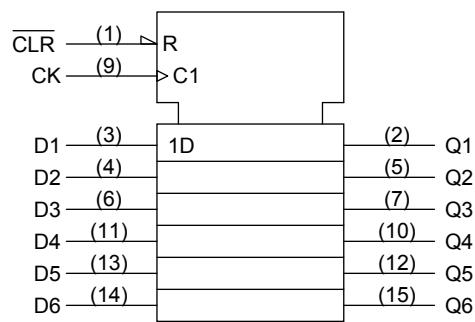 CLR (1) R
CK (9) C1
D1 (3) 1D (2) Q1
D2 (4) (5) Q2
D3 (6) (7) Q3
D4 (11) (10) Q4
D5 (13) (12) Q5
D6 (14) (15) Q6